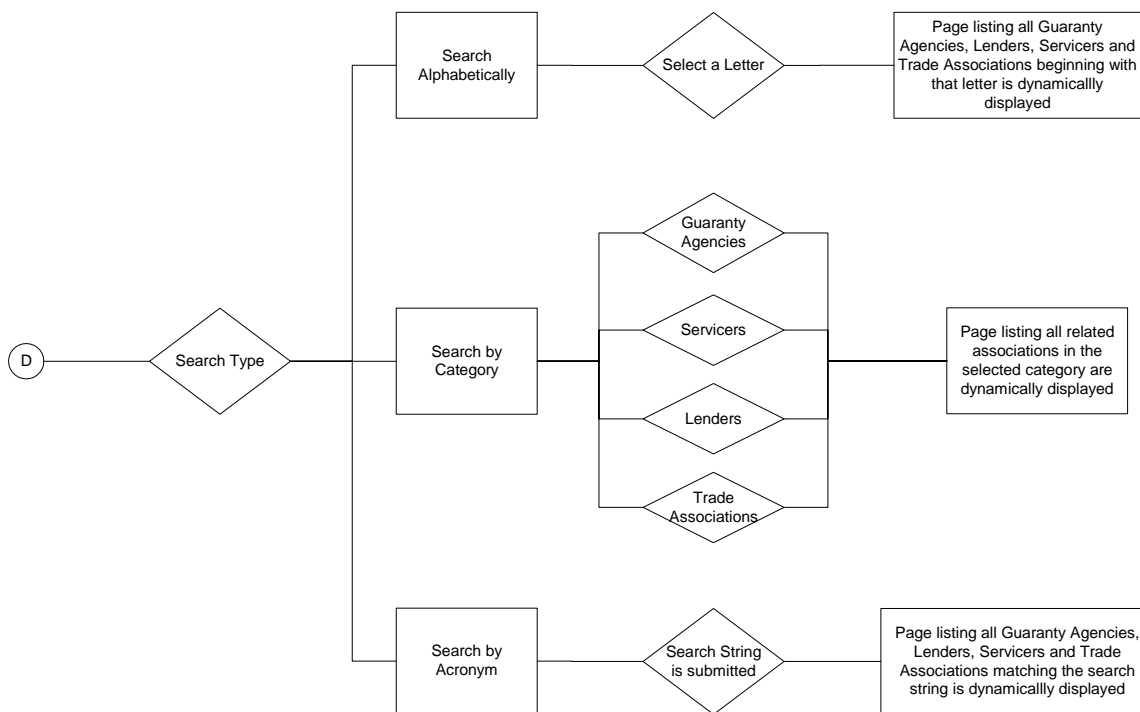 Search
Alphabetically
Select a Letter
Page listing all Guaranty
Agencies, Lenders, Servicers and
Trade Associations beginning with
that letter is dynamicallly
displayed
Guaranty
Agencies
Servicers
D
Search Type
Search by
Category
Page listing all related
associations in the
selected category are
dynamically displayed
Lenders
Trade
Associations
Search by
Acronym
Search String
is submitted
Page listing all Guaranty Agencies,
Lenders, Servicers and Trade
Associations matching the search
string is dynamicallly displayed